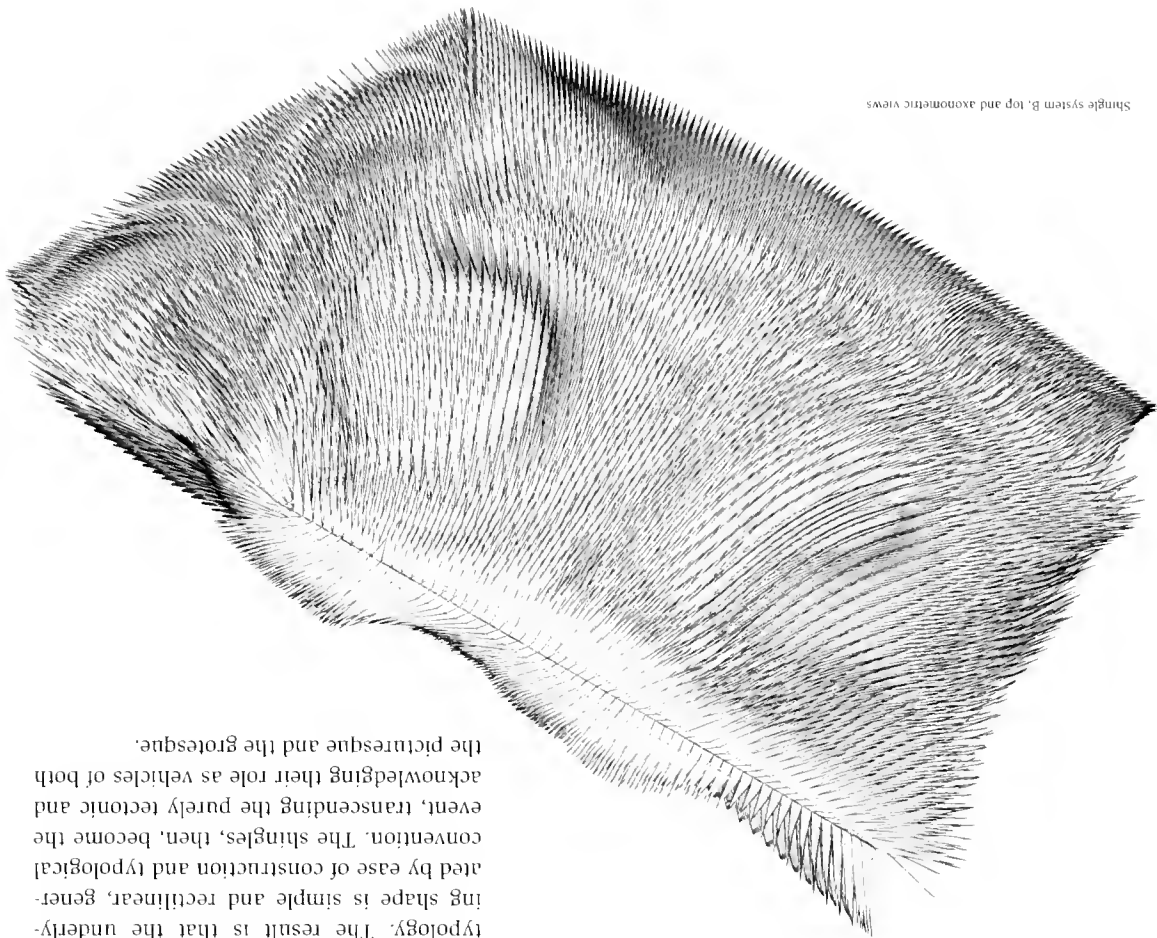 typology. The result is that the underly-
ing shape is simple and rectilinear, gener-
ated by ease of construction and typological
convention. The shingles, then, become the
event, transcending the purely tectonic and
acknowledging their role as vehicles of both
the picturesque and the grotesque.
Shingle system B, top and axonometric views